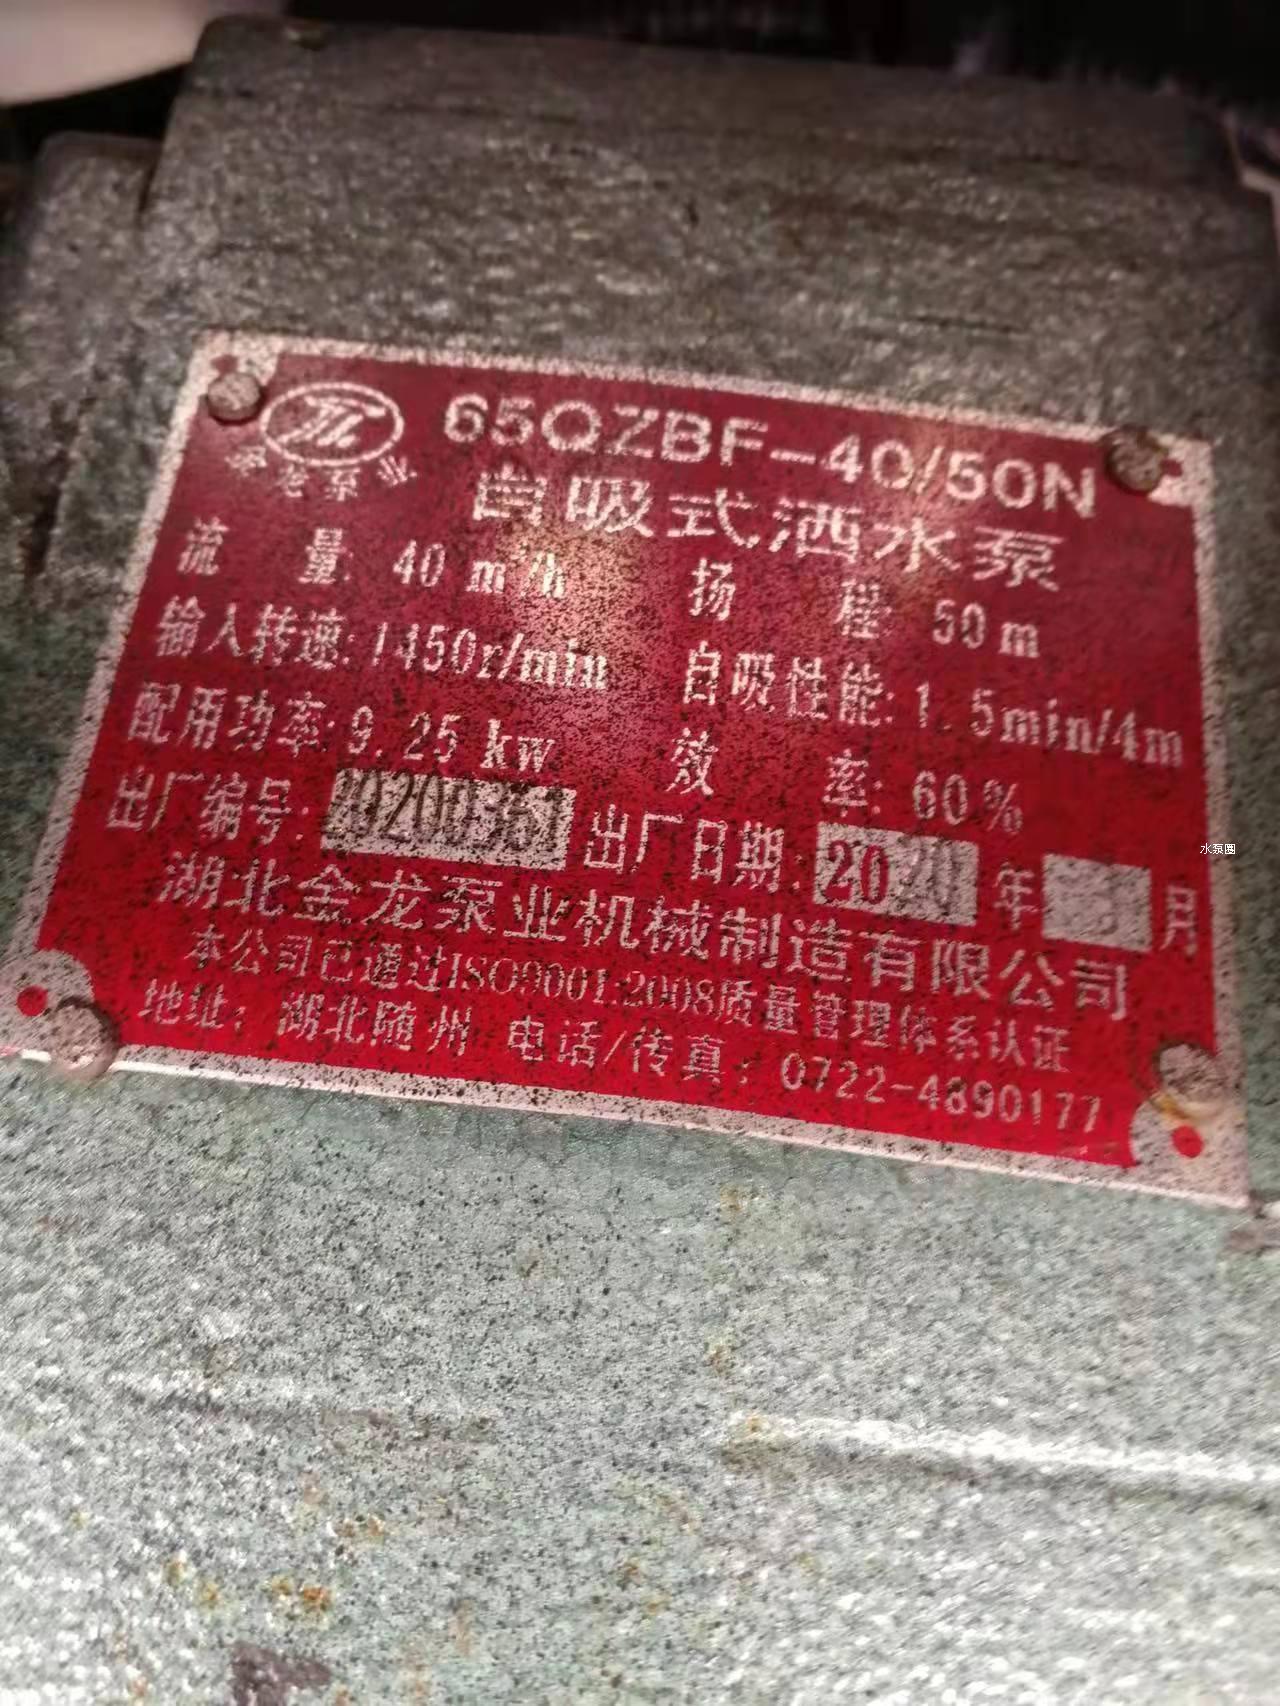 65QZBF-40/50N
自吸式洒水泵
流 量: 40 m³/h 扬 程: 50 m
输入转速: 1450r/min 自吸性能: 1.5min/4m
配用功率: 9.25 kw 效 率: 60%
出厂编号: 出厂日期: 2020 年 月
湖北金龙泵业机械制造有限公司
本公司已通过ISO9001:2008质量管理体系认证
地址: 湖北随州 电话/传真: 0722-4890177
水泵圈